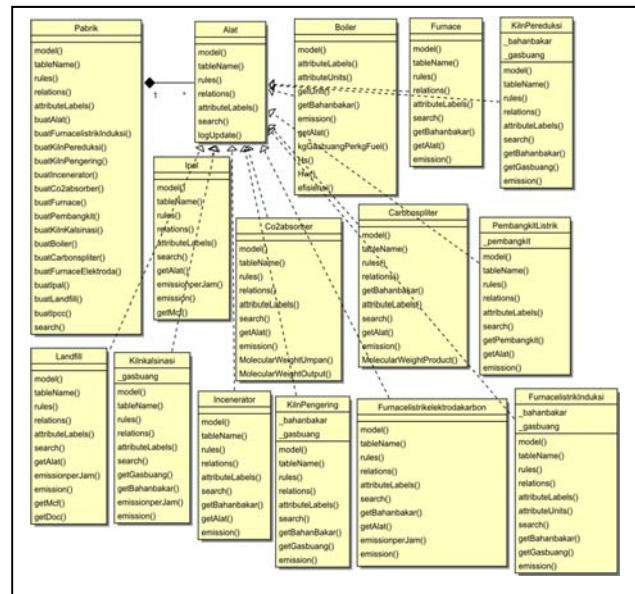 Pabrik
model()
tableName()
rules()
relations()
attributeLabels()
buatAlat()
buatFurnacelistrikInduksi()
buatKilnPereduksi()
buatKilnPengering()
buatIncenerator()
buatCo2absorber()
buatFurnace()
buatPembangkit()
buatKilnKalsinasi()
buatBoiler()
buatCarbonspliter()
buatFurnaceElektroda()
buatIpal()
buatLandfill()
buatIpcc()
search()
1
*
Alat
model()
tableName()
rules()
relations()
attributeLabels()
search()
logUpdate()
Boiler
model()
attributeLabels()
attributeUnits()
getUnit()
getBahanbakar()
emission()
getAlat()
kgGasbuangPerkgFuel()
Hs()
Hwf()
efisiensi()
Furnace
model()
tableName()
rules()
relations()
attributeLabels()
search()
getBahanbakar()
getAlat()
emission()
KilnPereduksi
_bahanbakar
_gasbuang
model()
tableName()
rules()
relations()
attributeLabels()
search()
getBahanbakar()
getGasbuang()
emission()
Ipal
model()
tableName()
rules()
relations()
attributeLabels()
search()
getAlat()
emissionperJam()
emission()
getMcf()
Co2absorber
model()
tableName()
rules()
relations()
attributeLabels()
search()
getAlat()
emission()
MolecularWeightUmpan()
MolecularWeightOutput()
Carbbospliter
model()
tableName()
rules()
relations()
getBahanbakar()
attributeLabels()
search()
getAlat()
emission()
MolecularWeightProduct()
PembangkitListrik
_pembangkit
model()
tableName()
rules()
relations()
attributeLabels()
search()
getPembangkit()
getAlat()
emission()
Landfill
model()
tableName()
rules()
relations()
attributeLabels()
search()
getAlat()
emissionperJam()
emission()
getMcf()
getDoc()
Kilnkalsinasi
_gasbuang
model()
tableName()
rules()
relations()
attributeLabels()
search()
getGasbuang()
getBahanbakar()
emissionperJam()
emission()
Incenerator
model()
tableName()
rules()
relations()
attributeLabels()
search()
getBahanbakar()
getAlat()
emission()
KilnPengering
_bahanbakar
_gasbuang
model()
tableName()
rules()
relations()
attributeLabels()
search()
getBahanBakar()
getGasbuang()
emission()
Furnacelistrikelektrodakarbon
model()
tableName()
rules()
relations()
attributeLabels()
search()
getBahanbakar()
getAlat()
emissionperJam()
emission()
FurnacelistrikInduksi
_bahanbakar
_gasbuang
model()
tableName()
rules()
relations()
attributeLabels()
attributeUnits()
search()
getBahanbakar()
getGasbuang()
emission()